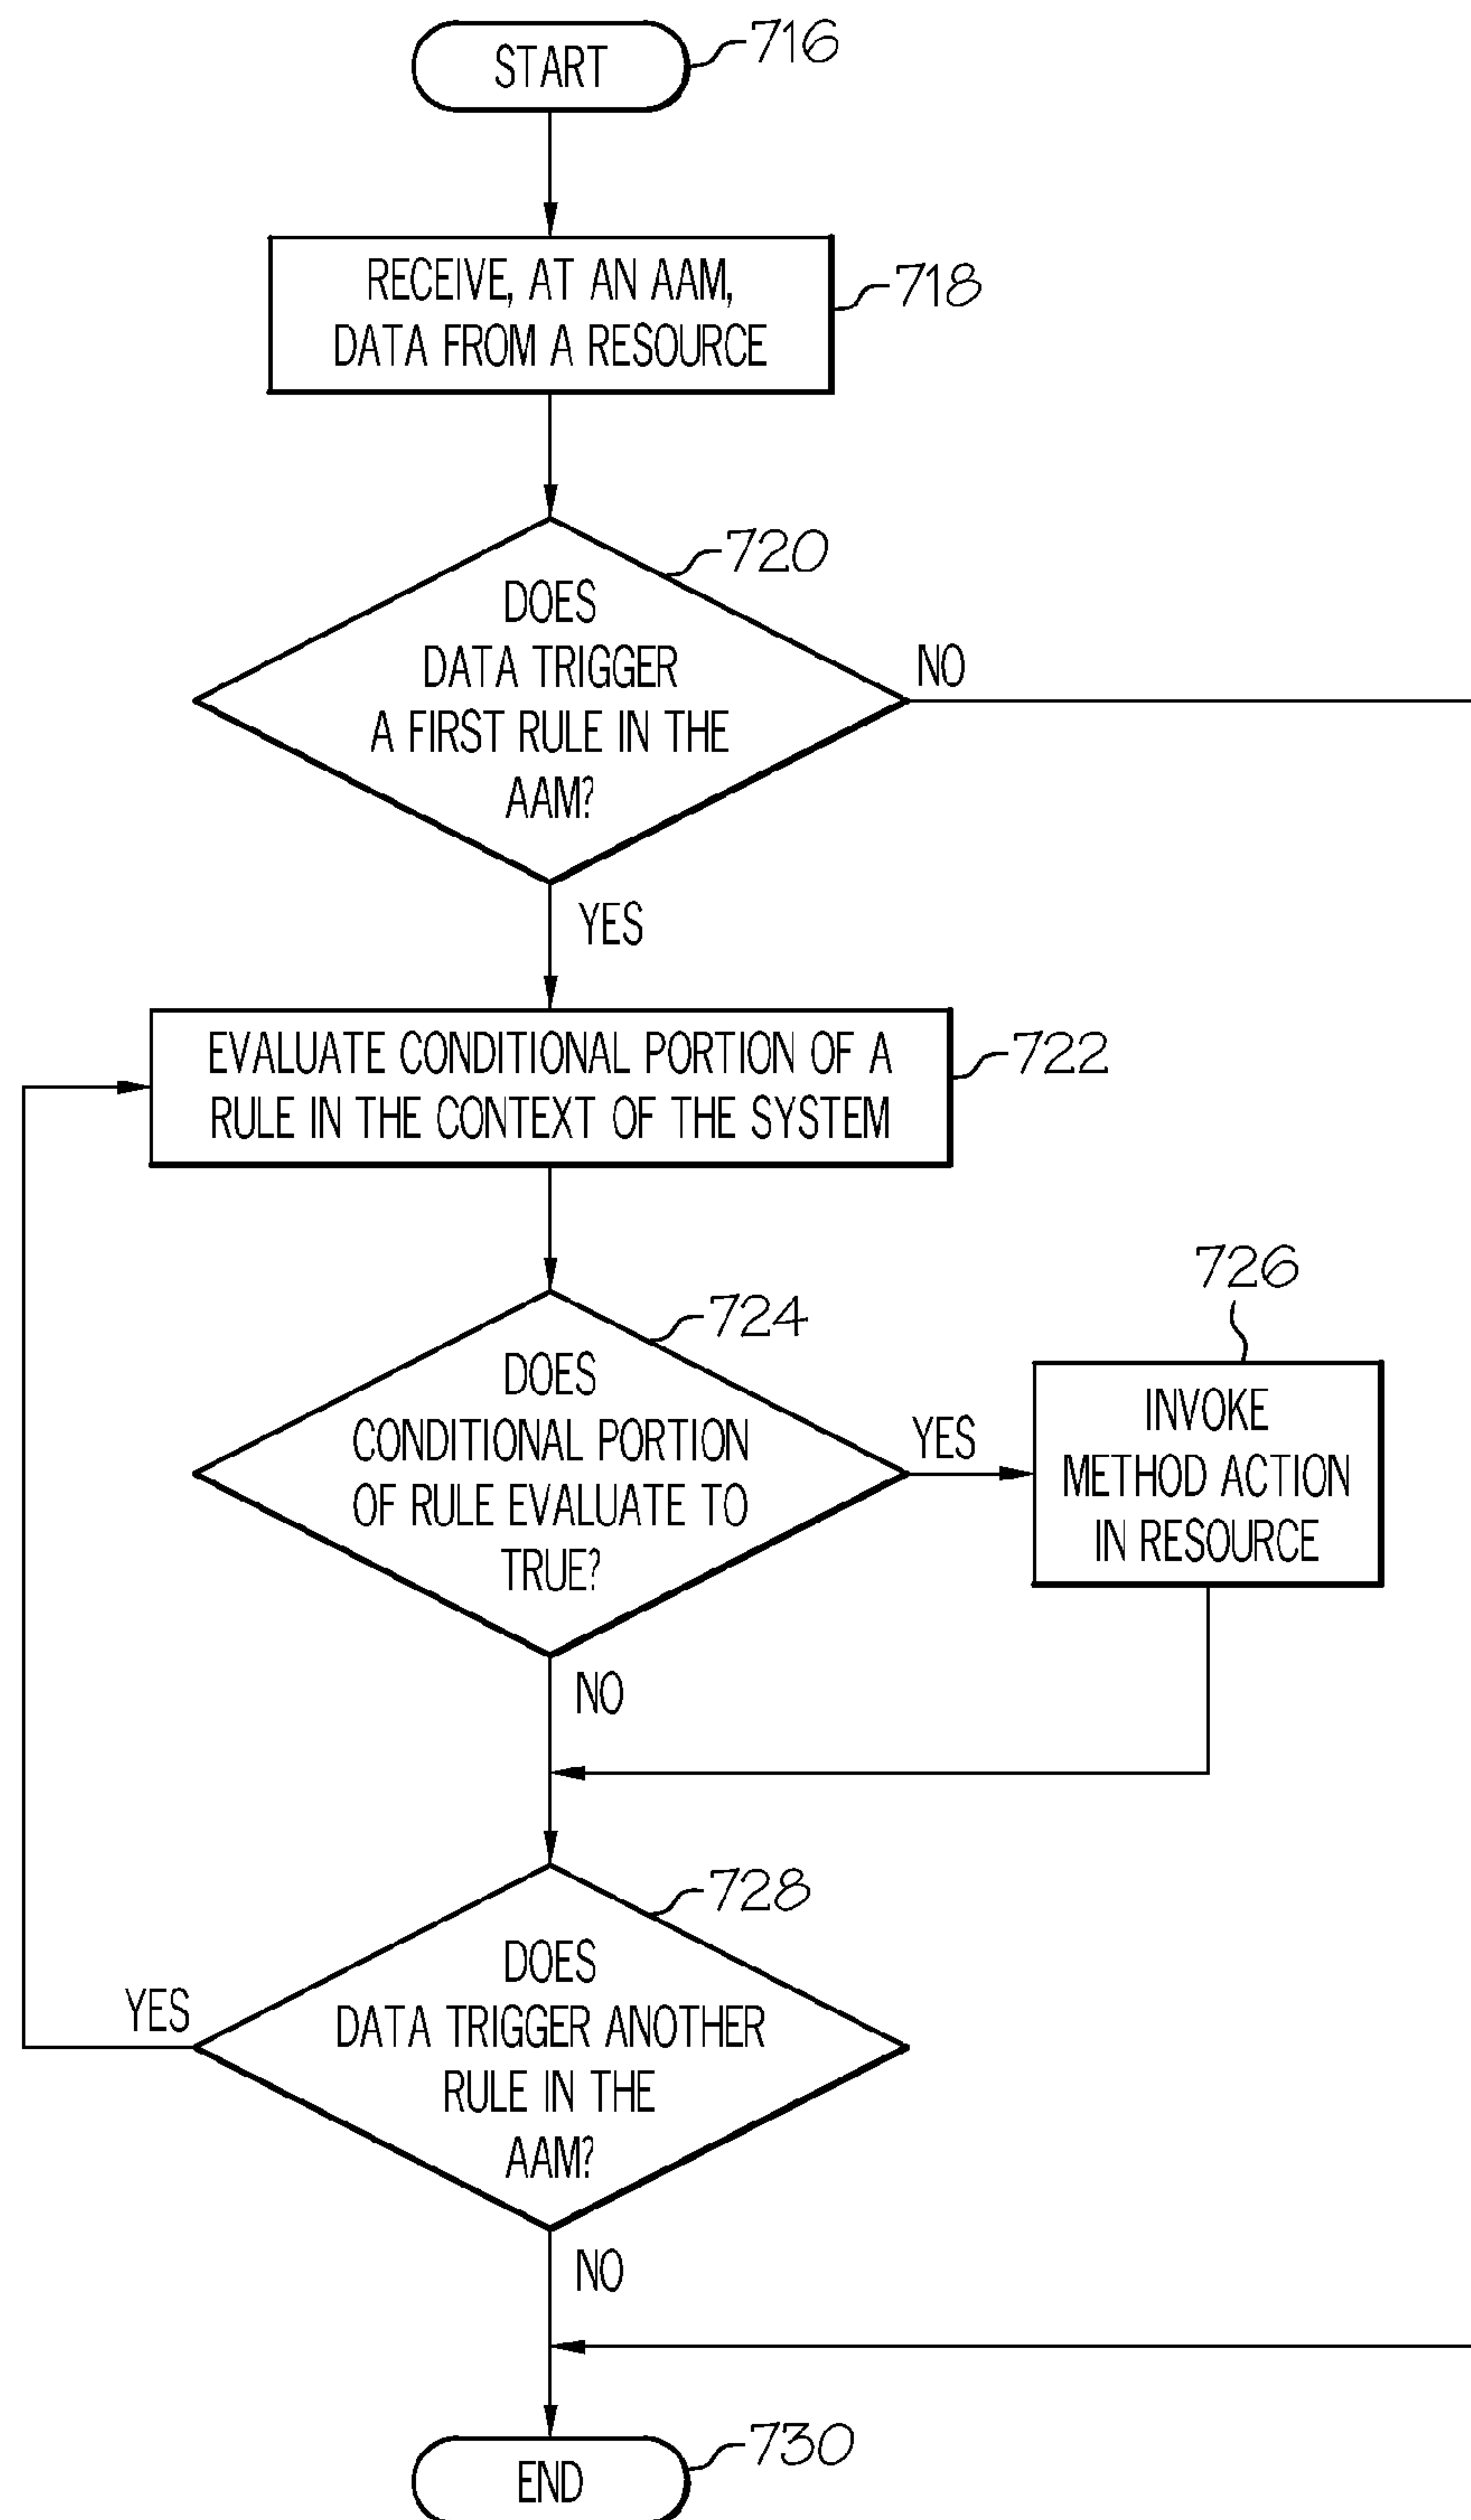 START
716
RECEIVE, AT AN AAM,
DATA FROM A RESOURCE
718
720
DOES
DATA TRIGGER
A FIRST RULE IN THE
AAM?
NO
YES
EVALUATE CONDITIONAL PORTION OF A
RULE IN THE CONTEXT OF THE SYSTEM
722
724
DOES
CONDITIONAL PORTION
OF RULE EVALUATE TO
TRUE?
YES
726
INVOKE
METHOD ACTION
IN RESOURCE
NO
728
DOES
DATA TRIGGER ANOTHER
RULE IN THE
AAM?
YES
NO
730
END